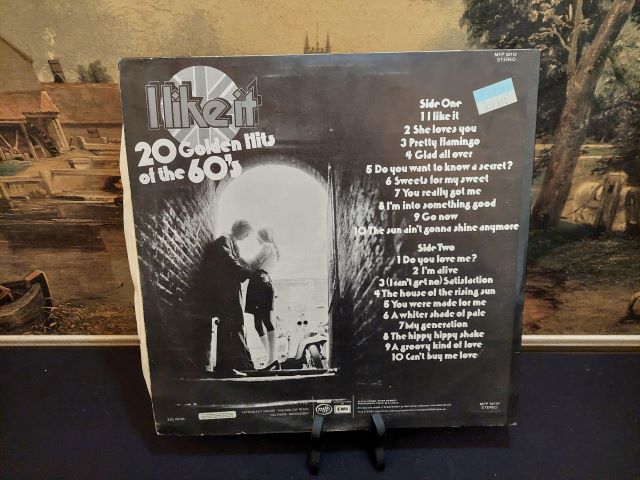 MFP 50110
STEREO
I like it
20 Golden Hits
of the 60's
Side One
1 I like it
2 She loves you
3 Pretty flamingo
4 Glad all over
5 Do you want to know a secret?
6 Sweets for my sweet
7 You really got me
8 I'm into something good
9 Go now
10 The sun ain't gonna shine anymore
Side Two
1 Do you love me?
2 I'm alive
3 (I can't get no) Satisfaction
4 The house of the rising sun
5 You were made for me
6 A whiter shade of pale
7 My generation
8 The hippy hippy shake
9 A groovy kind of love
10 Can't buy me love
mfp EMI
MFP 50110
STEREO